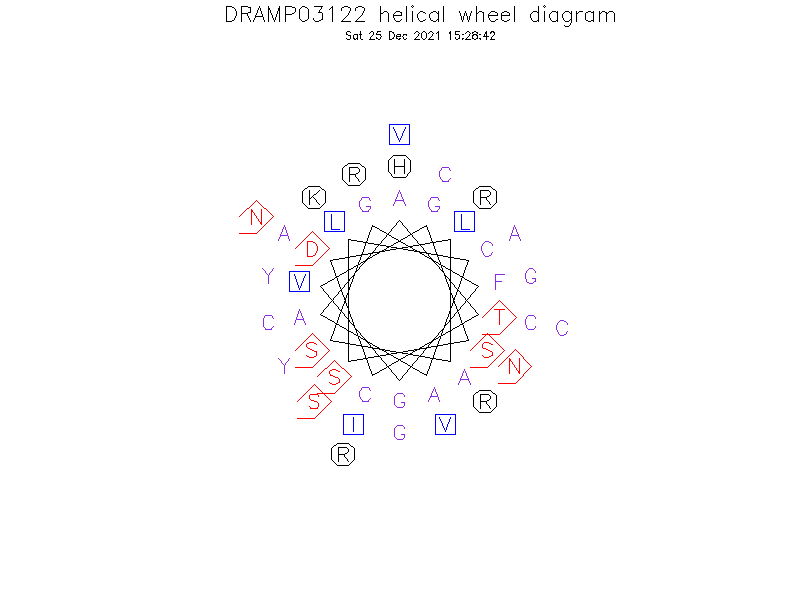 DRAMP03122 helical wheel diagram
Sat 25 Dec 2021 15:28:42
V
R H C
K R
G A G
N L L
A D C A
Y V F G
C A T C C
Y S S N
S A
S C G A R
I G V
R